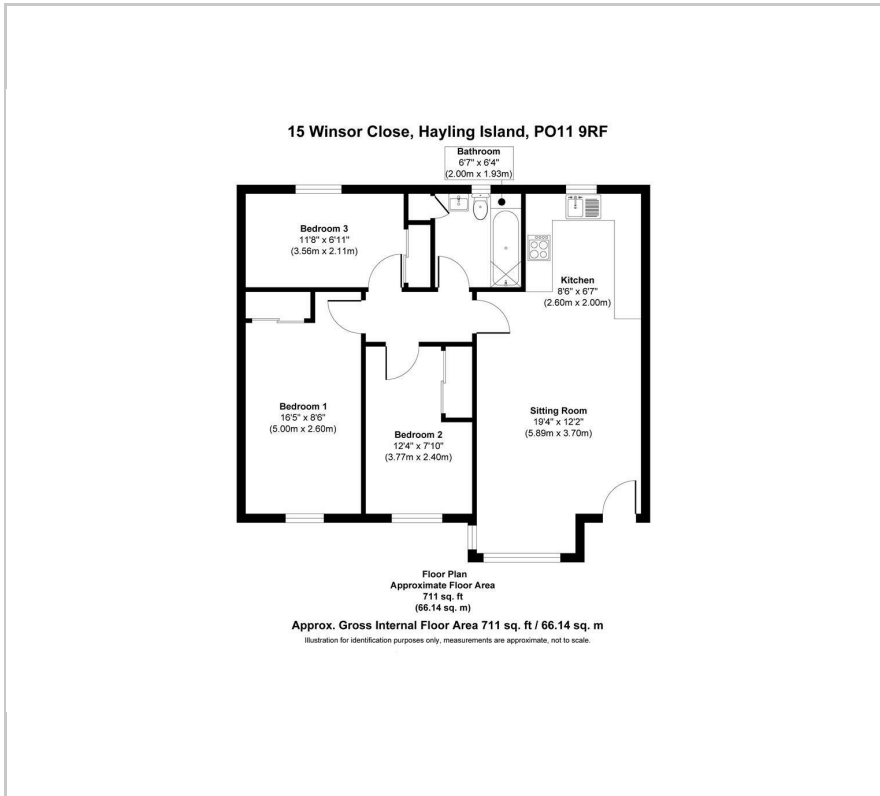 15 Winsor Close, Hayling Island, PO11 9RF
Bathroom
6'7" x 6'4"
(2.00m x 1.93m)
Bedroom 3
11'8" x 6'11"
(3.56m x 2.11m)
Kitchen
8'6" x 6'7"
(2.60m x 2.00m)
Bedroom 1
16'5" x 8'6"
(5.00m x 2.60m)
Bedroom 2
12'4" x 7'10"
(3.77m x 2.40m)
Sitting Room
19'4" x 12'2"
(5.89m x 3.70m)
Floor Plan
Approximate Floor Area
711 sq. ft
(66.14 sq. m)
Approx. Gross Internal Floor Area 711 sq. ft / 66.14 sq. m
Illustration for identification purposes only, measurements are approximate, not to scale.